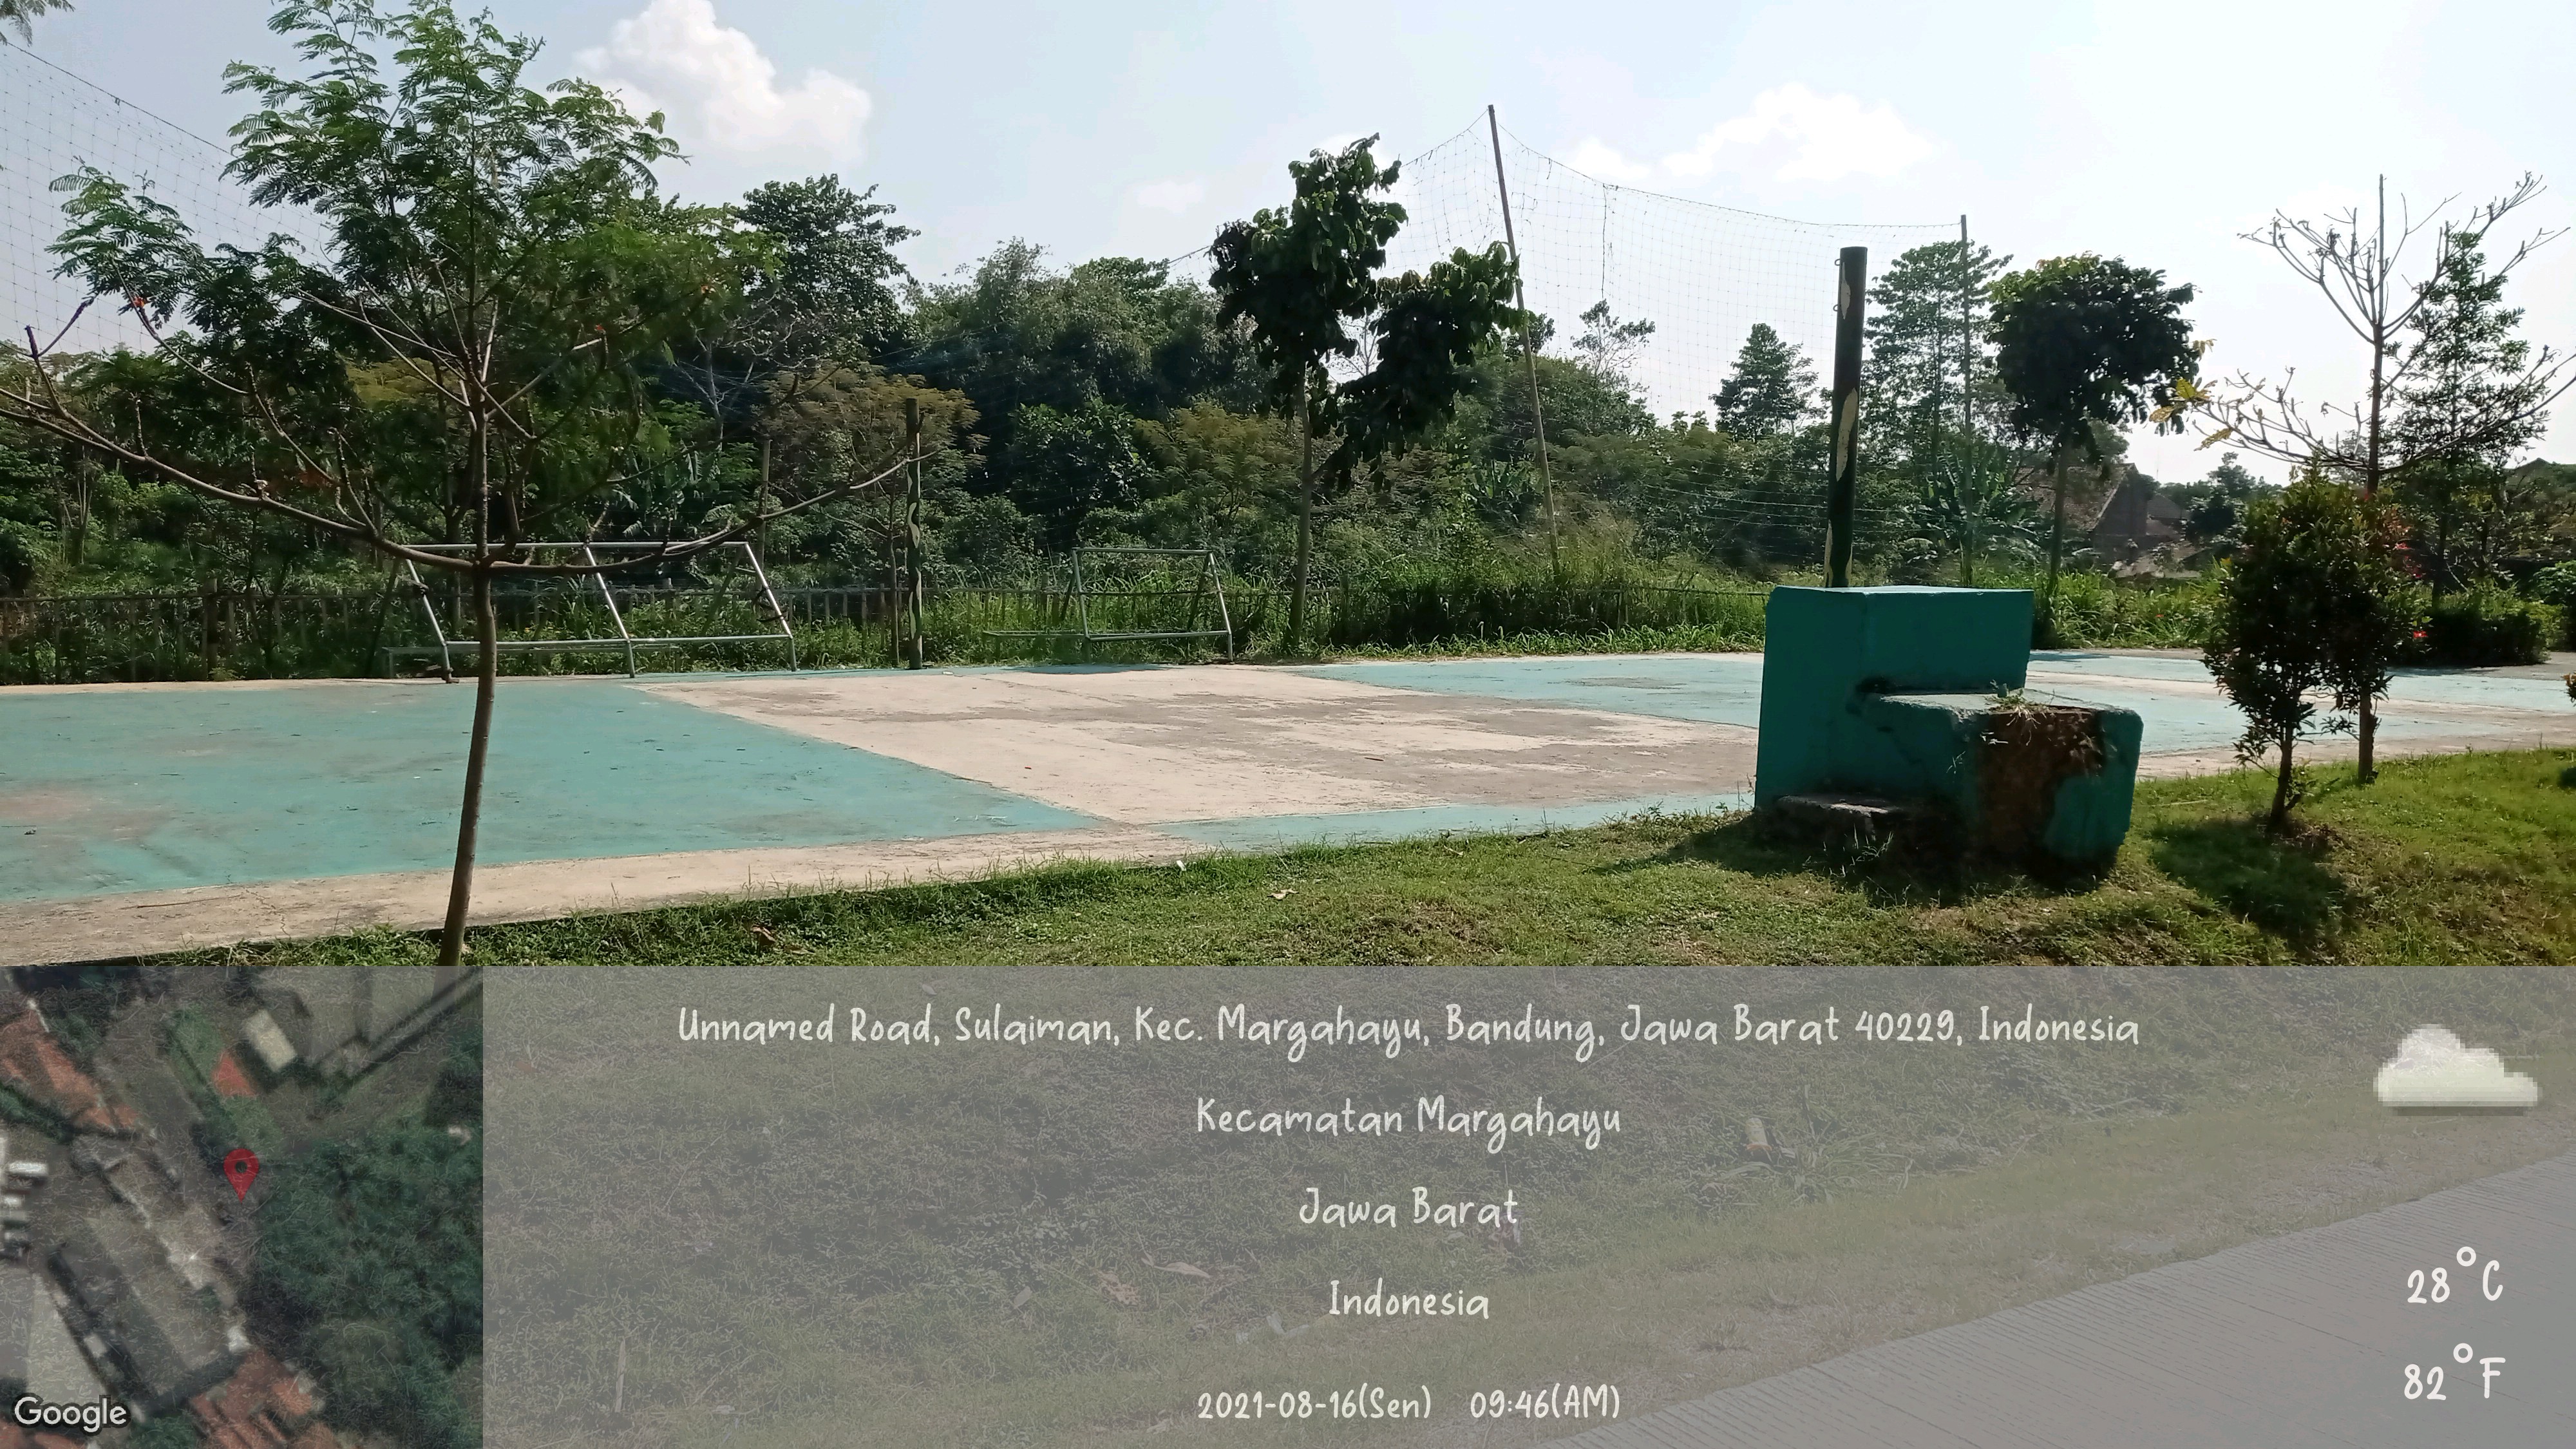 Unnamed Road, Sulaiman, Kec. Margahayu, Bandung, Jawa Barat 40229, Indonesia
Kecamatan Margahayu
Jawa Barat
Indonesia
2021-08-16(Sen) 09:46(AM)
28°C
82°F
Google